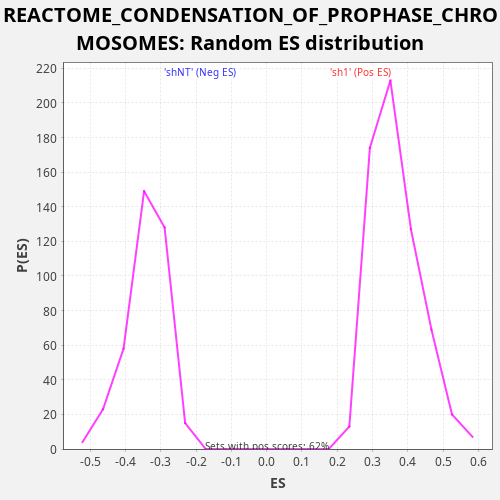 REACTOME_CONDENSATION_OF_PROPHASE_CHRO
MOSOMES: Random ES distribution
'shNT' (Neg ES) 'sh1' (Pos ES)
220
200
180
160
140
120
100
80
60
40
20
0
P(ES)
Sets with pos scores: 62%
-0.5 -0.4 -0.3 -0.2 -0.1 0.0 0.1 0.2 0.3 0.4 0.5 0.6
ES